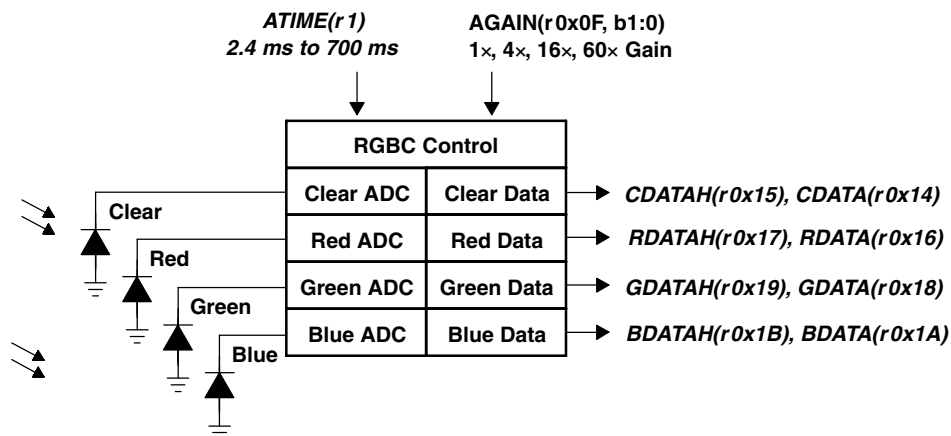 ATIME(r1)
2.4 ms to 700 ms
AGAIN(r0x0F, b1:0)
1×, 4×, 16×, 60× Gain
RGBC Control
Clear ADC
Clear Data
CDATAH(r0x15), CDATA(r0x14)
Clear
Red ADC
Red Data
RDATAH(r0x17), RDATA(r0x16)
Red
Green ADC
Green Data
GDATAH(r0x19), GDATA(r0x18)
Green
Blue ADC
Blue Data
BDATAH(r0x1B), BDATA(r0x1A)
Blue